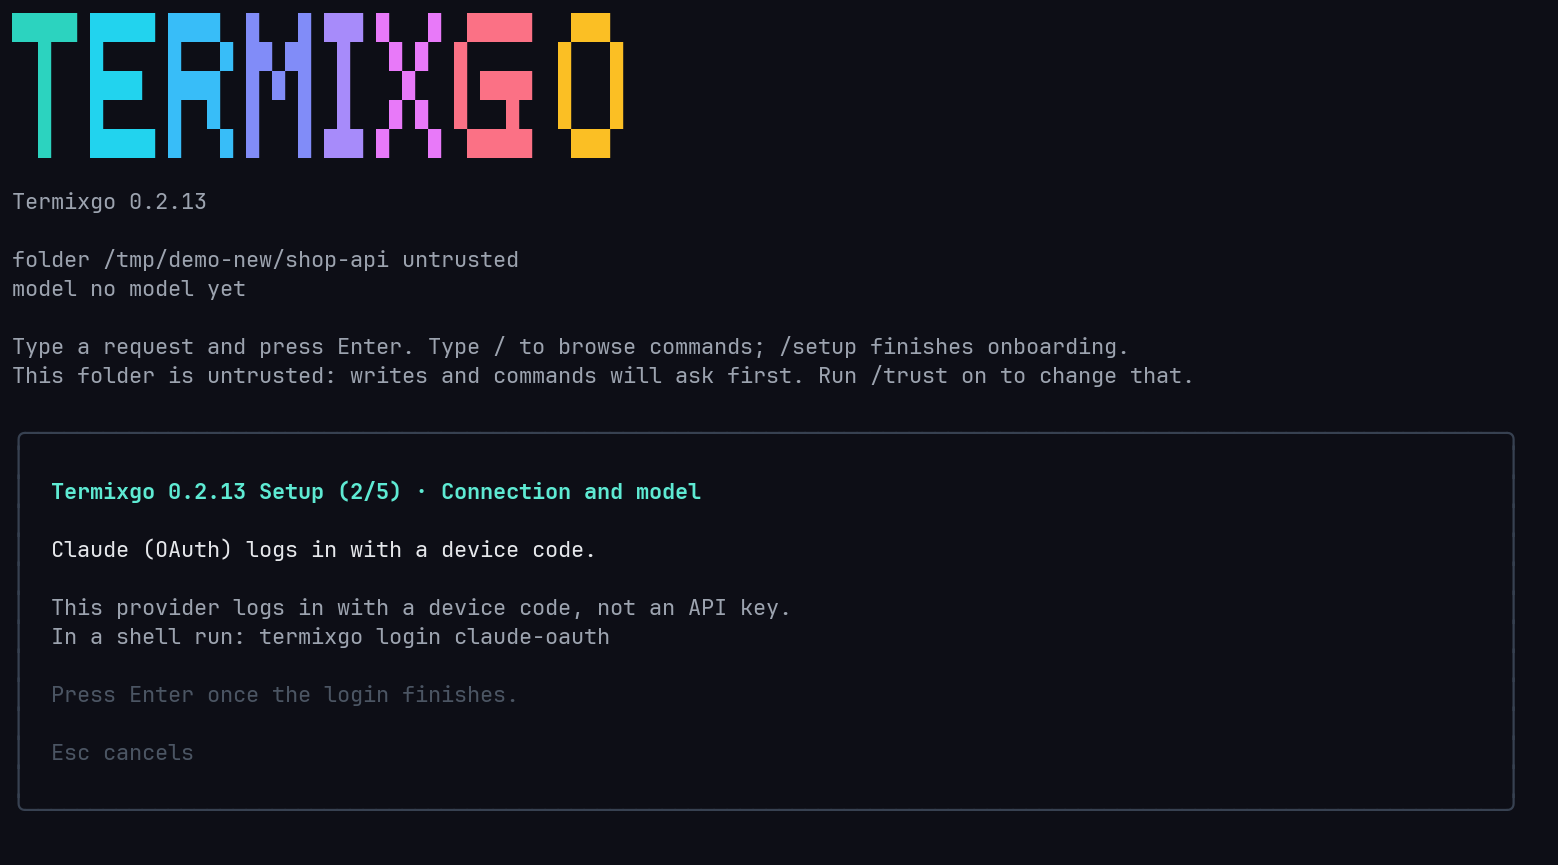 TERMIXGO
Termixgo 0.2.13
folder /tmp/demo-new/shop-api untrusted
model no model yet
Type a request and press Enter. Type / to browse commands; /setup finishes onboarding.
This folder is untrusted: writes and commands will ask first. Run /trust on to change that.
Termixgo 0.2.13 Setup (2/5) · Connection and model
Claude (OAuth) logs in with a device code.
This provider logs in with a device code, not an API key.
In a shell run: termixgo login claude-oauth
Press Enter once the login finishes.
Esc cancels